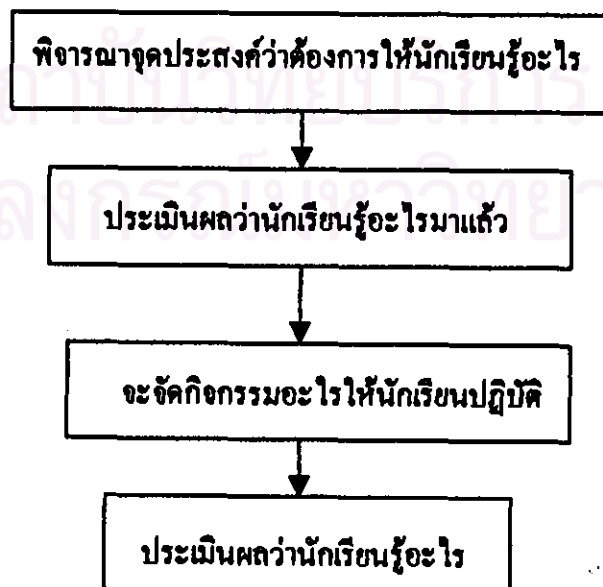 พิจารณาจุดประสงค์ว่าต้องการให้นักเรียนรู้อะไร
ประเมินผลว่านักเรียนรู้อะไรมาแล้ว
จะจัดกิจกรรมอะไรให้นักเรียนปฏิบัติ
ประเมินผลว่านักเรียนรู้อะไร